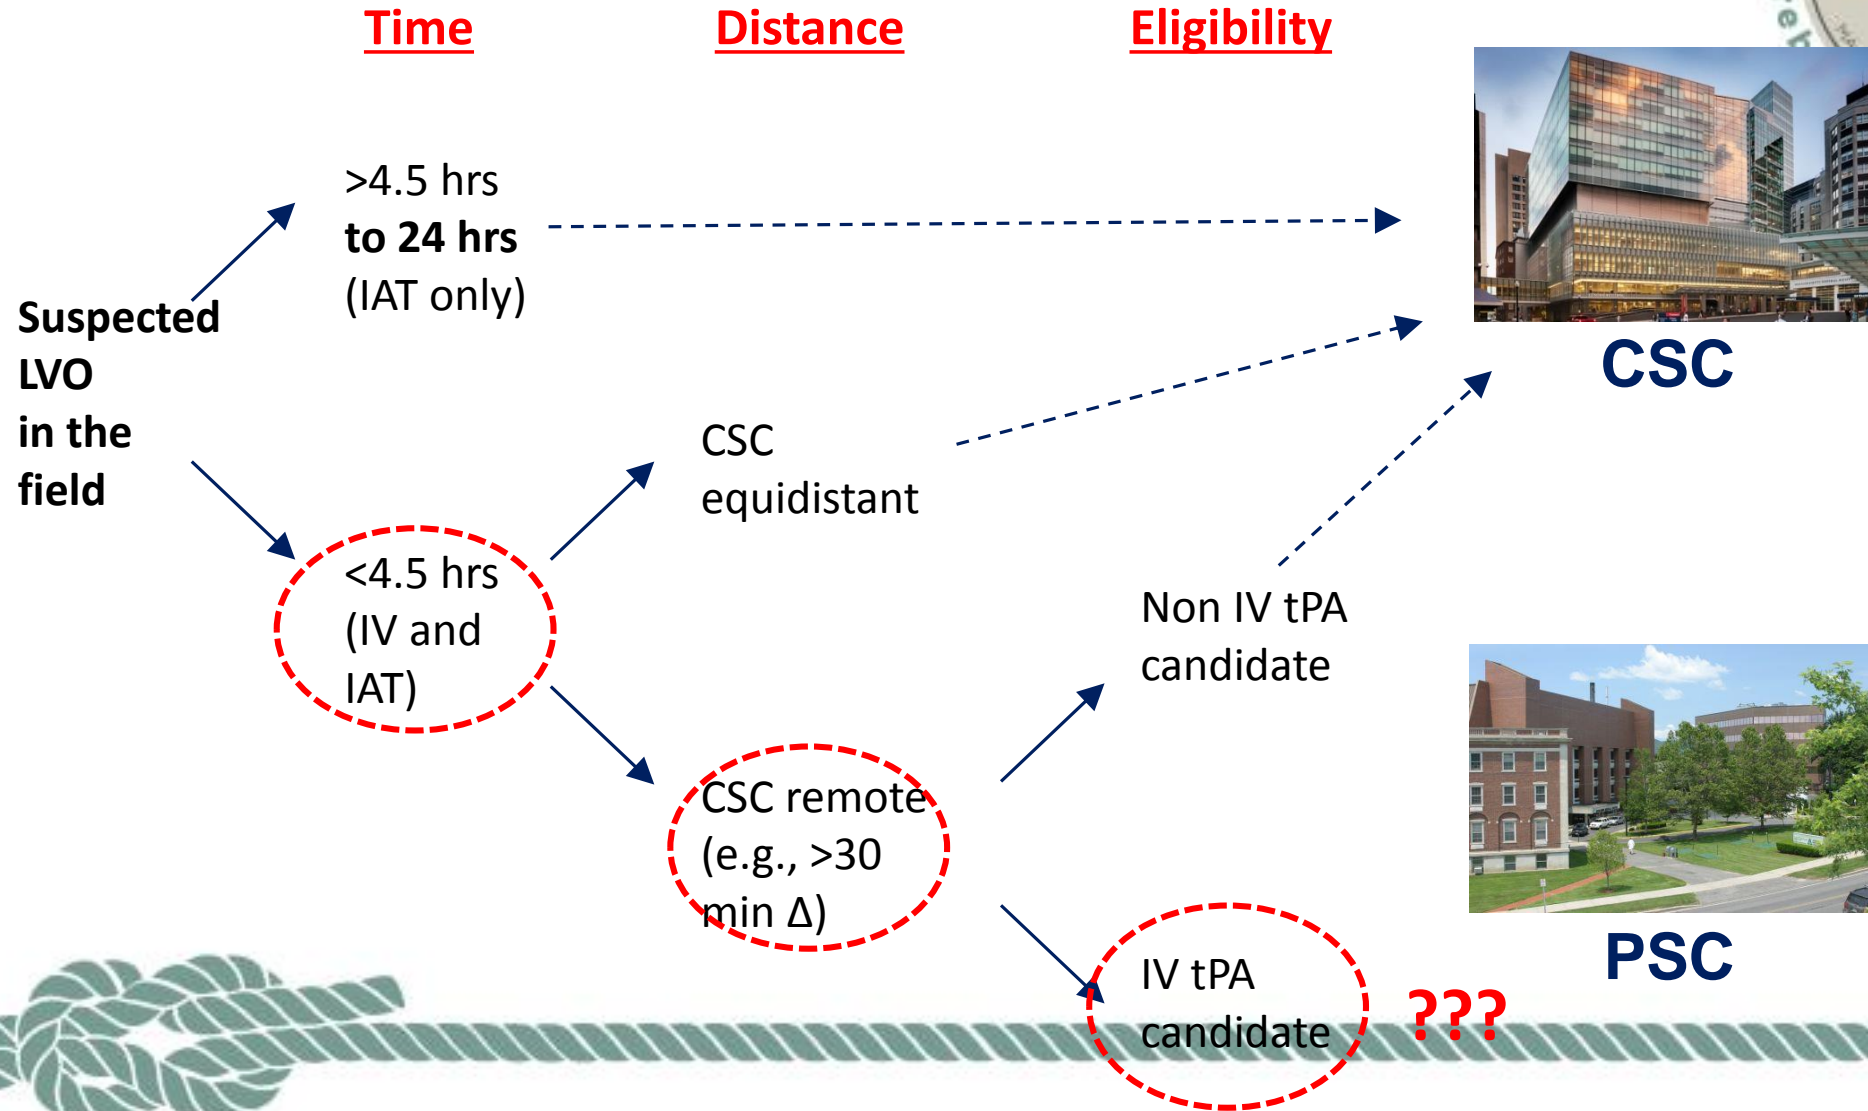 Time
Distance
Eligibility
>4.5 hrs
to 24 hrs
(IAT only)
Suspected
LVO
in the
field
CSC
CSC
equidistant
<4.5 hrs
(IV and
IAT)
Non IV tPA
candidate
CSC remote
(e.g., >30
min Δ)
PSC
IV tPA
candidate
???